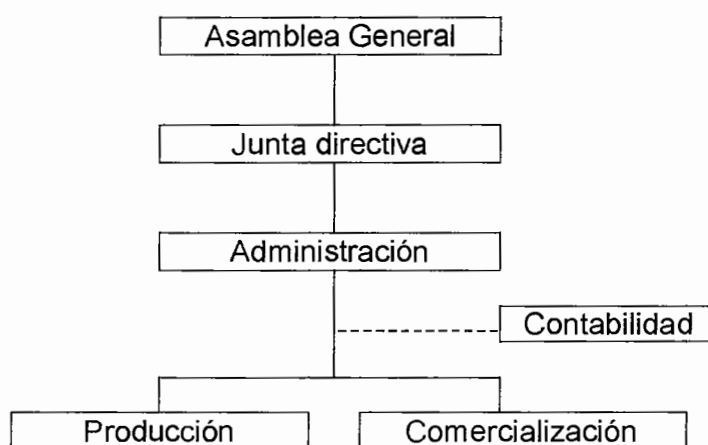 Asamblea General
Junta directiva
Administración
Contabilidad
Producción
Comercialización